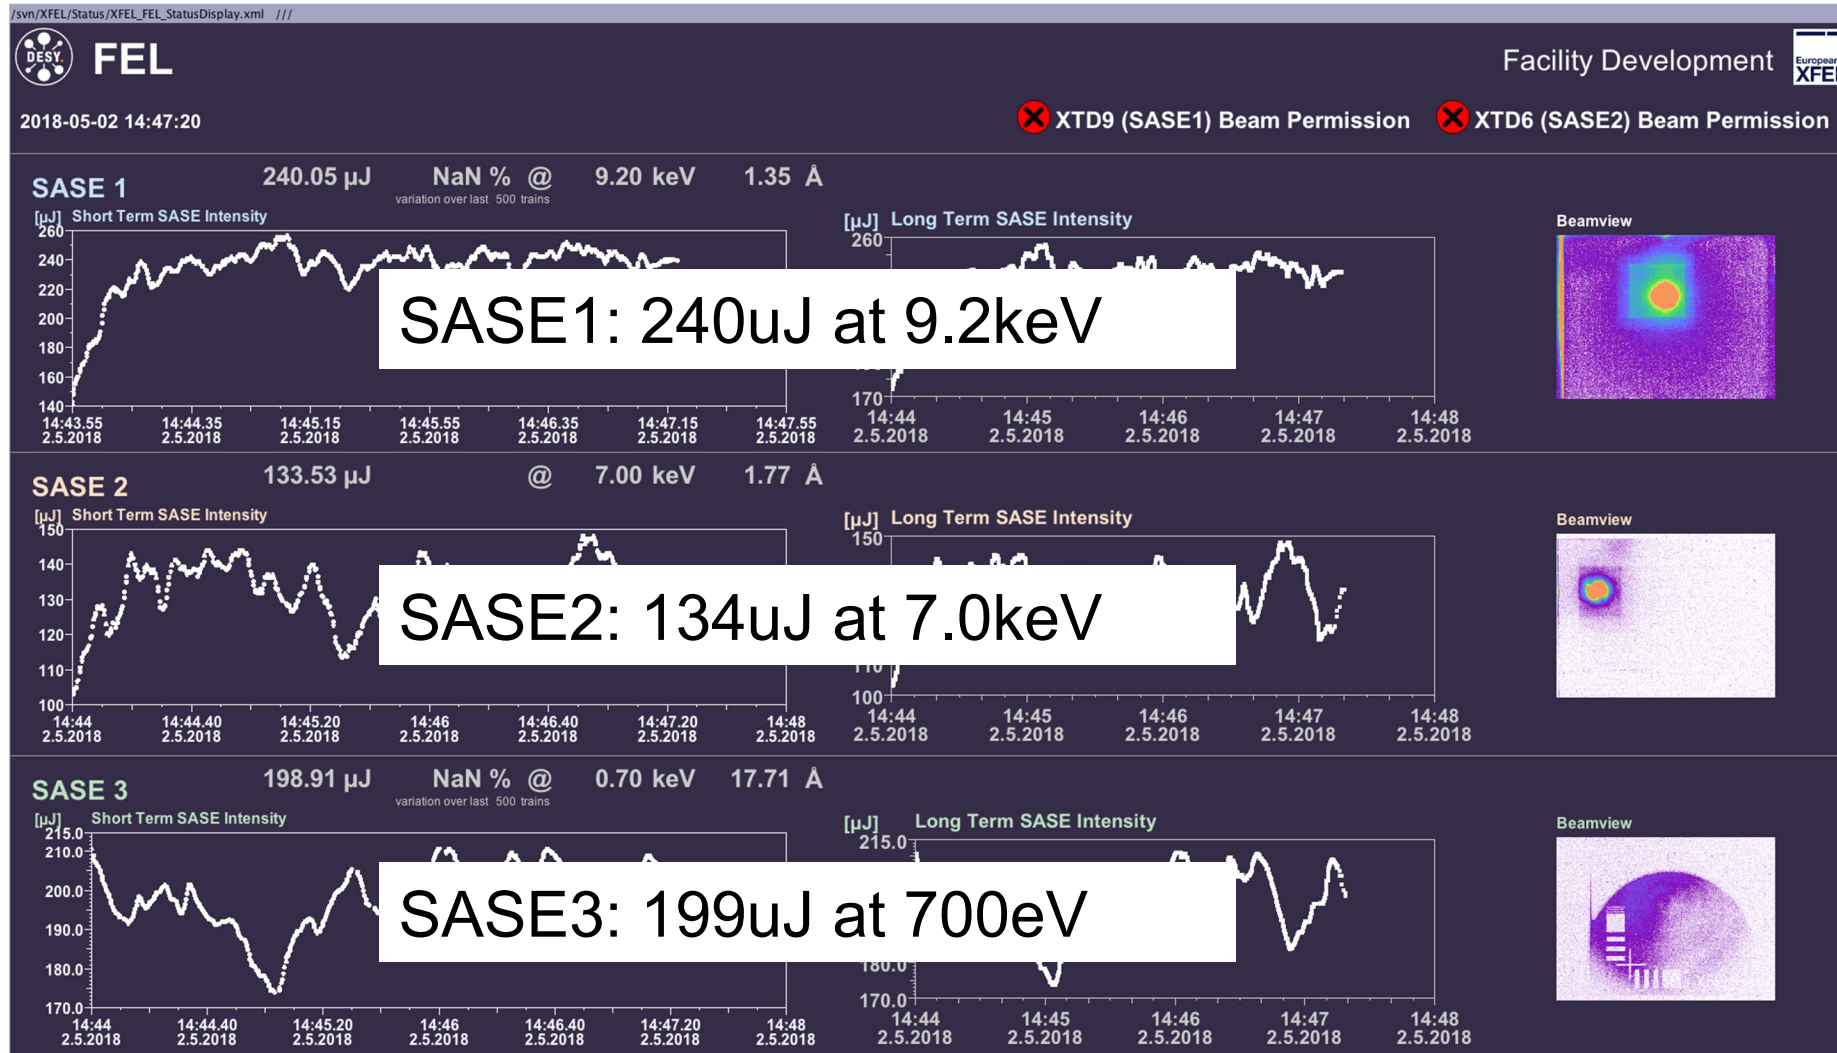 /svn/XFEL/Status/XFEL_FEL_StatusDisplay.xml ///
DESY.
FEL
Facility Development
European
XFEL
2018-05-02 14:47:20
XTD9 (SASE1) Beam Permission
XTD6 (SASE2) Beam Permission
SASE 1
240.05 µJ NaN % @ 9.20 keV 1.35 Å
variation over last 500 trains
[µJ] Short Term SASE Intensity
260
240
220
200
180
160
140
14:43.55 14:44.35 14:45.15 14:45.55 14:46.35 14:47.15 14:47.55
2.5.2018 2.5.2018 2.5.2018 2.5.2018 2.5.2018 2.5.2018 2.5.2018
[µJ] Long Term SASE Intensity
260
170
14:44 14:45 14:46 14:47 14:48
2.5.2018 2.5.2018 2.5.2018 2.5.2018 2.5.2018
Beamview
SASE1: 240uJ at 9.2keV
SASE 2
133.53 µJ @ 7.00 keV 1.77 Å
[µJ] Short Term SASE Intensity
150
140
130
120
110
100
14:44 14:44.40 14:45.20 14:46 14:46.40 14:47.20 14:48
2.5.2018 2.5.2018 2.5.2018 2.5.2018 2.5.2018 2.5.2018 2.5.2018
[µJ] Long Term SASE Intensity
150
110
100
14:44 14:45 14:46 14:47 14:48
2.5.2018 2.5.2018 2.5.2018 2.5.2018 2.5.2018
Beamview
SASE2: 134uJ at 7.0keV
SASE 3
198.91 µJ NaN % @ 0.70 keV 17.71 Å
variation over last 500 trains
[µJ] Short Term SASE Intensity
215.0
210.0
200.0
190.0
180.0
170.0
14:44 14:44.40 14:45.20 14:46 14:46.40 14:47.20 14:48
2.5.2018 2.5.2018 2.5.2018 2.5.2018 2.5.2018 2.5.2018 2.5.2018
[µJ] Long Term SASE Intensity
215.0
180.0
170.0
14:44 14:45 14:46 14:47 14:48
2.5.2018 2.5.2018 2.5.2018 2.5.2018 2.5.2018
Beamview
SASE3: 199uJ at 700eV